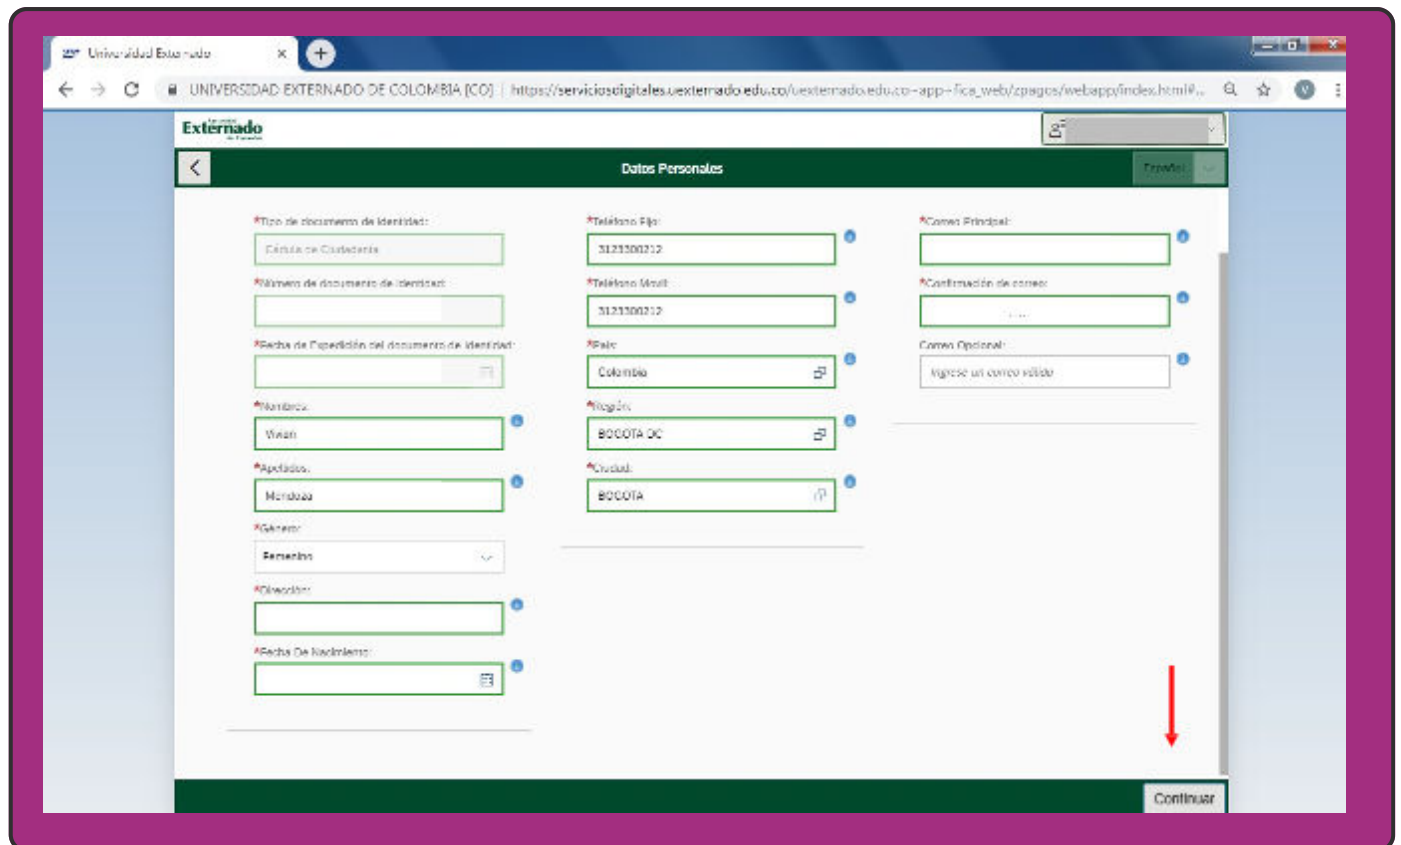 Universidad Externado
UNIVERSIDAD EXTERNADO DE COLOMBIA [CO] | https://serviciosdigitales.uexternado.edu.co/uexternado.edu.co~app~fica_web/zpagos/webapp/index.html#...
V
Externado
Datos Personales
Español
*Tipo de documento de Identidad:
Cédula de Ciudadanía
*Número de documento de Identidad:
*Fecha de Expedición del documento de Identidad:
*Nombres:
Vivian
*Apellidos:
Mendoza
*Género:
Femenino
*Dirección:
*Fecha De Nacimiento:
*Teléfono Fijo:
3123300212
*Teléfono Movil:
3123300212
*País:
Colombia
*Región:
BOGOTA DC
*Ciudad:
BOGOTA
*Correo Principal:
*Confirmación de correo:
Correo Opcional:
Ingrese un correo válido
Continuar